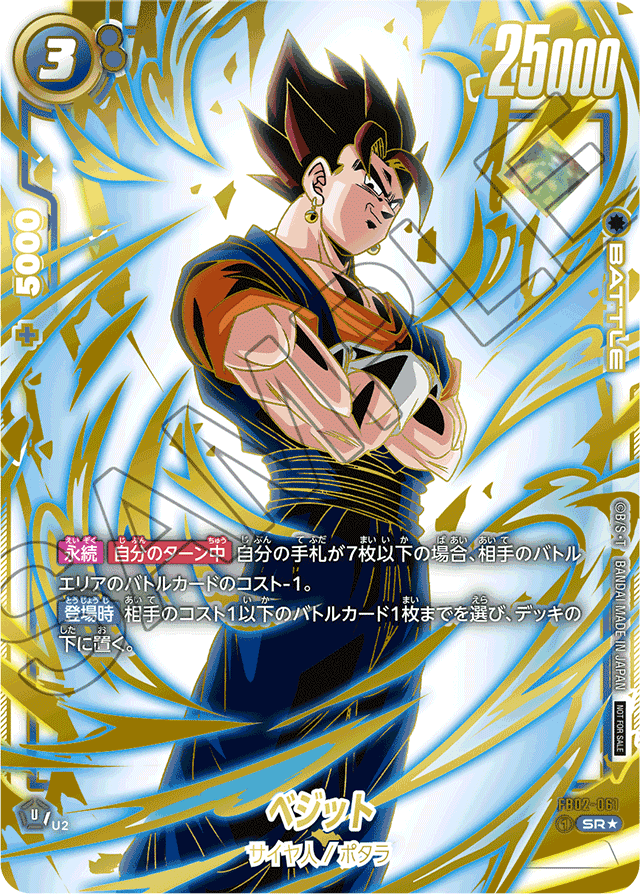 3
25000
+ 5000
BATTLE
SAMPLE
永続 自分のターン中 自分の手札が7枚以下の場合、相手のバトル
エリアのバトルカードのコスト-1。
登場時 相手のコスト1以下のバトルカード1枚までを選び、デッキの
下に置く。
©B/S・T BANDAI MADE IN JAPAN
NOT FOR SALE
ベジット
サイヤ人/ポタラ
U/U2
FB02-061
1 SR★